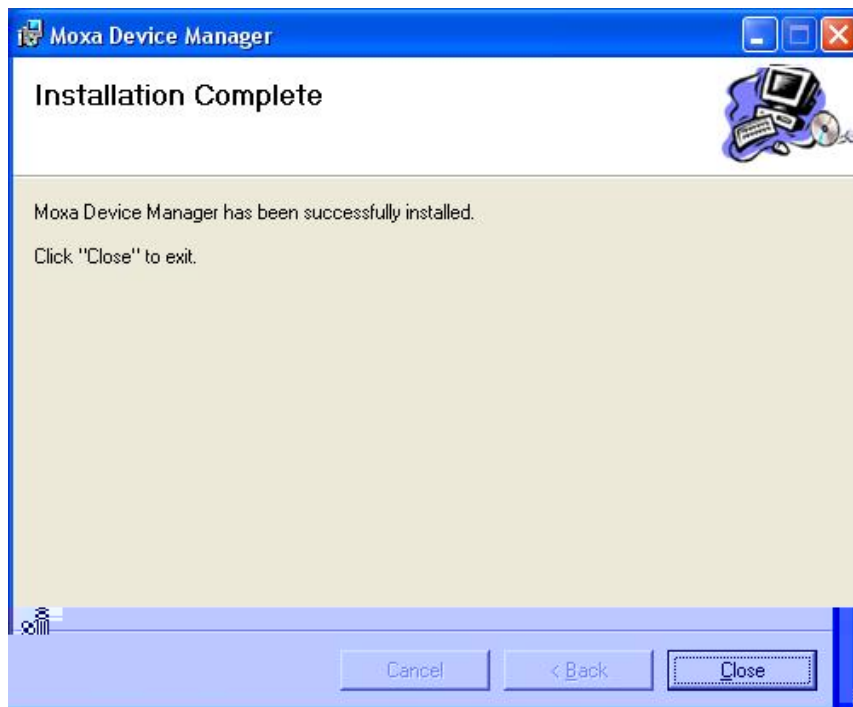 Moxa Device Manager
Installation Complete
Moxa Device Manager has been successfully installed.
Click "Close" to exit.
Cancel
< Back
Close